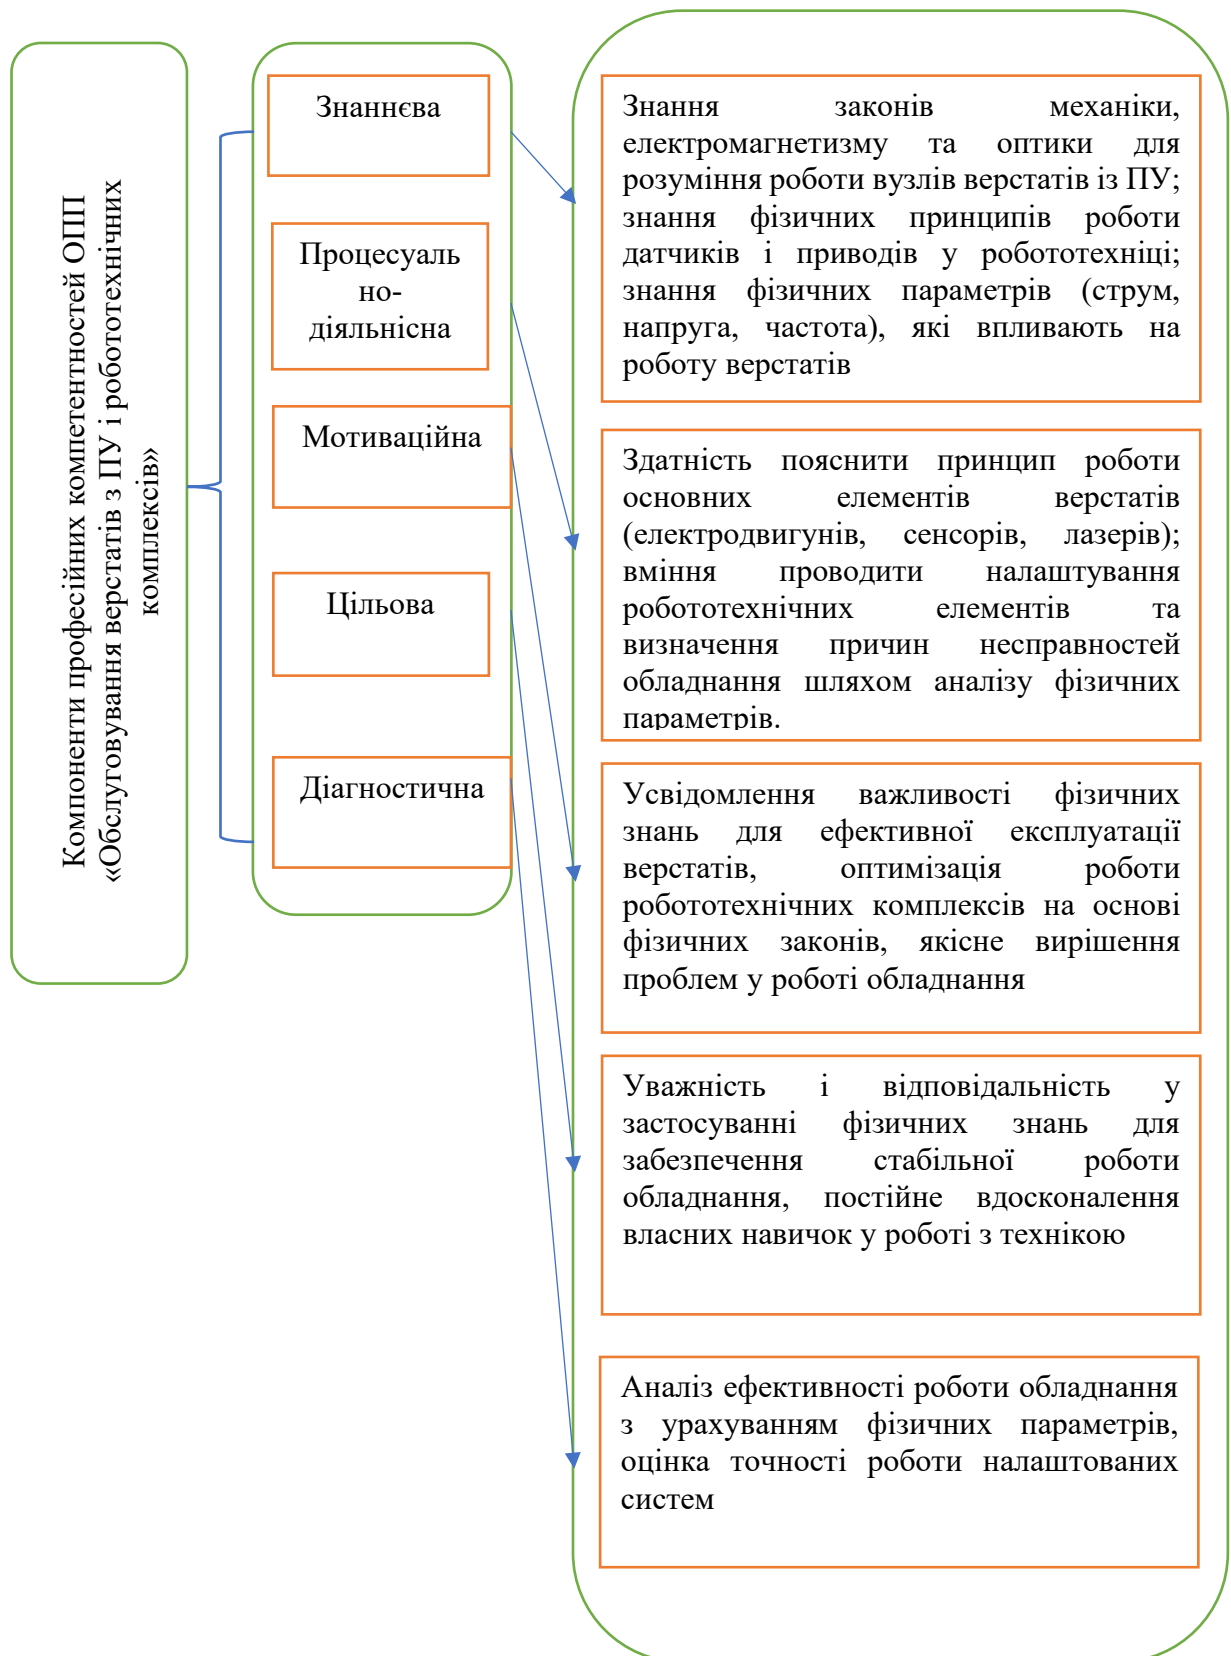 Компоненти професійних компетентностей ОПП
«Обслуговування верстатів з ПУ і робототехнічних
комплексів»
Знаннєва
Процесуаль
но-
діяльнісна
Мотиваційна
Цільова
Діагностична
Знання законів механіки,
електромагнетизму та оптики для
розуміння роботи вузлів верстатів із ПУ;
знання фізичних принципів роботи
датчиків і приводів у робототехніці;
знання фізичних параметрів (струм,
напруга, частота), які впливають на
роботу верстатів
Здатність пояснити принцип роботи
основних елементів верстатів
(електродвигунів, сенсорів, лазерів);
вміння проводити налаштування
робототехнічних елементів та
визначення причин несправностей
обладнання шляхом аналізу фізичних
параметрів.
Усвідомлення важливості фізичних
знань для ефективної експлуатації
верстатів, оптимізація роботи
робототехнічних комплексів на основі
фізичних законів, якісне вирішення
проблем у роботі обладнання
Уважність і відповідальність у
застосуванні фізичних знань для
забезпечення стабільної роботи
обладнання, постійне вдосконалення
власних навичок у роботі з технікою
Аналіз ефективності роботи обладнання
з урахуванням фізичних параметрів,
оцінка точності роботи налаштованих
систем